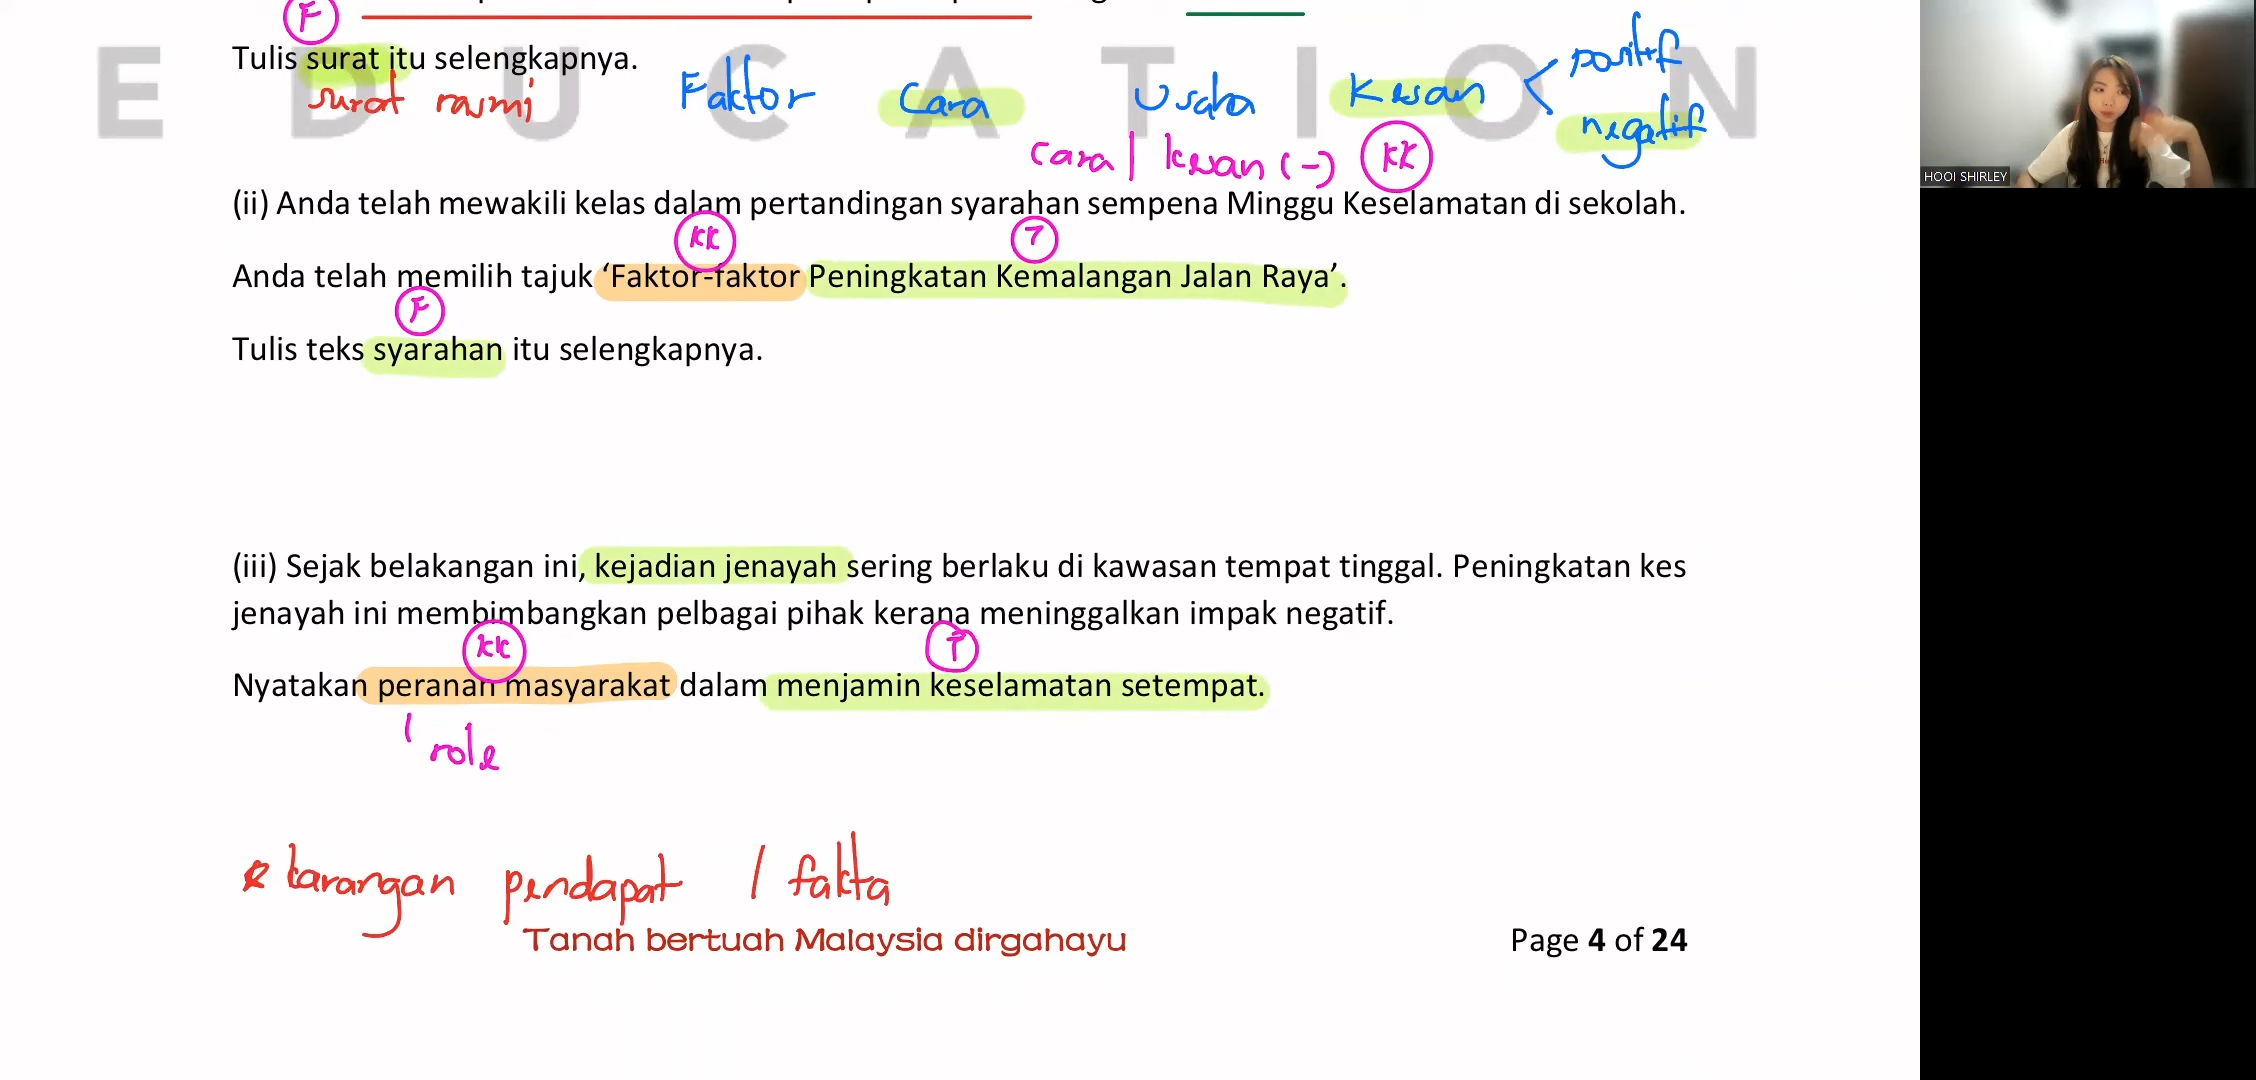 F
Tulis surat itu selengkapnya.
EDUCATION
surat rasmi
Faktor Cara Usaha Kesan < positif
negatif
cara / kesan (-) KK
(ii) Anda telah mewakili kelas dalam pertandingan syarahan sempena Minggu Keselamatan di sekolah.
KK T
Anda telah memilih tajuk ‘Faktor-faktor Peningkatan Kemalangan Jalan Raya’.
F
Tulis teks syarahan itu selengkapnya.
(iii) Sejak belakangan ini, kejadian jenayah sering berlaku di kawasan tempat tinggal. Peningkatan kes
jenayah ini membimbangkan pelbagai pihak kerana meninggalkan impak negatif.
KK T
Nyatakan peranan masyarakat dalam menjamin keselamatan setempat.
role
* karangan pendapat / fakta
Tanah bertuah Malaysia dirgahayu
Page 4 of 24
HOOI SHIRLEY